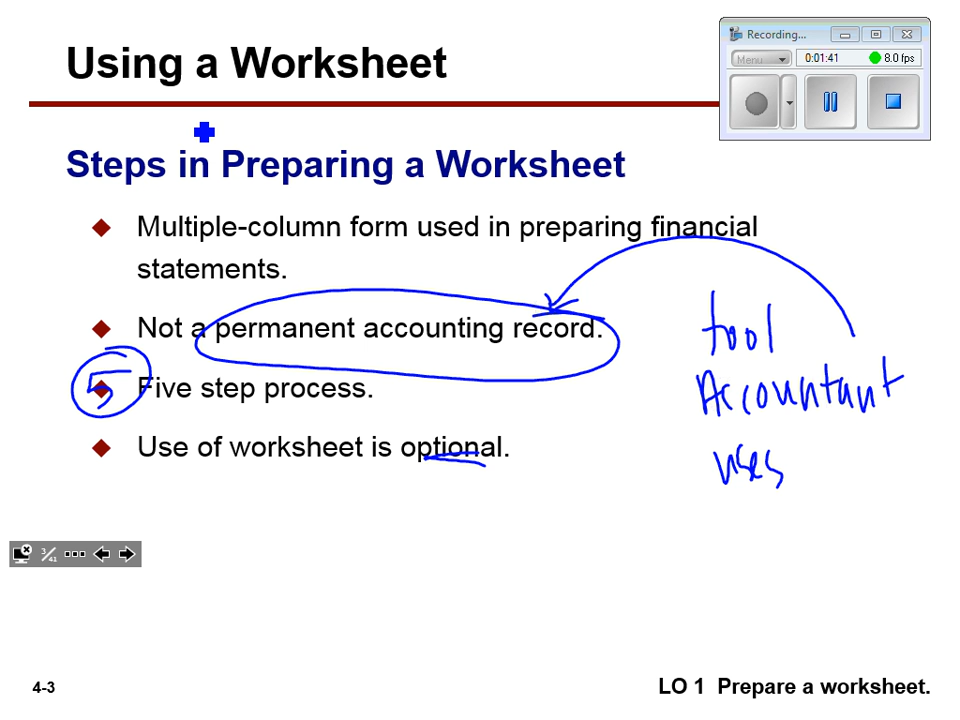 Using a Worksheet
Recording...
Menu
0:01:41
8.0 fps
Steps in Preparing a Worksheet
Multiple-column form used in preparing financial
statements.
Not a permanent accounting record.
tool
5
Five step process.
Accountant
Use of worksheet is optional.
uses
3/41
4-3
LO 1 Prepare a worksheet.